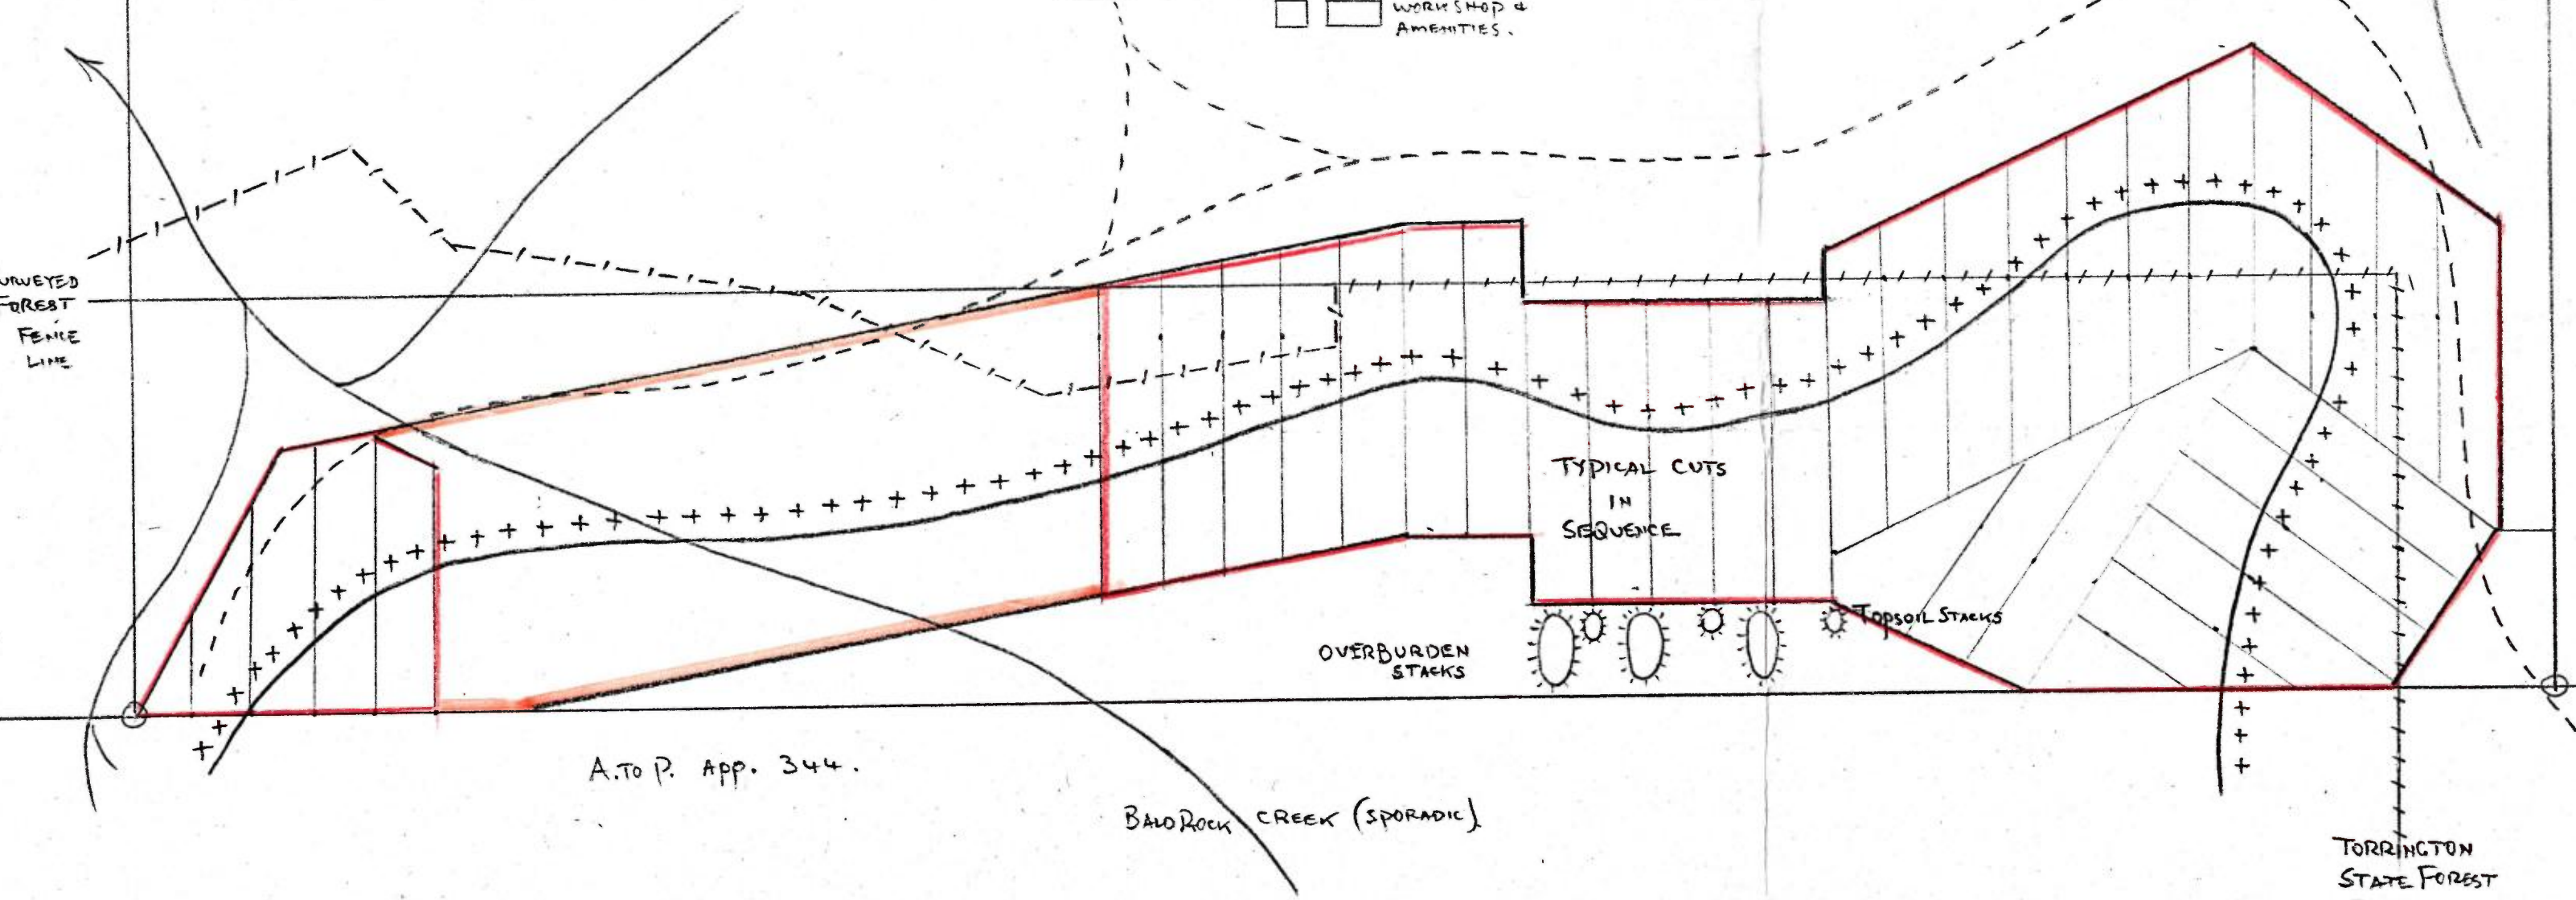 WORKSHOP &
AMENITIES.
SURVEYED
FOREST
FENCE
LINE
TYPICAL CUTS
IN
SEQUENCE
TOPSOIL STACKS
OVERBURDEN
STACKS
A.TO P. APP. 344.
BALD ROCK CREEK (SPORADIC)
TORRINGTON
STATE FOREST